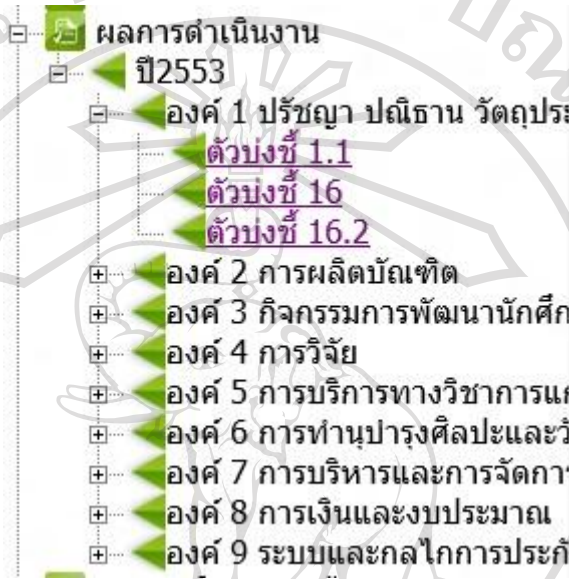 ผลการดำเนินงาน
ปี2553
องค์ 1 ปรัชญา ปณิธาน วัตถุประ
ตัวบ่งชี้ 1.1
ตัวบ่งชี้ 16
ตัวบ่งชี้ 16.2
องค์ 2 การผลิตบัณฑิต
องค์ 3 กิจกรรมการพัฒนานักศึก
องค์ 4 การวิจัย
องค์ 5 การบริการทางวิชาการแก
องค์ 6 การทำนุบำรุงศิลปะและวั
องค์ 7 การบริหารและการจัดการ
องค์ 8 การเงินและงบประมาณ
องค์ 9 ระบบและกลไกการประกั